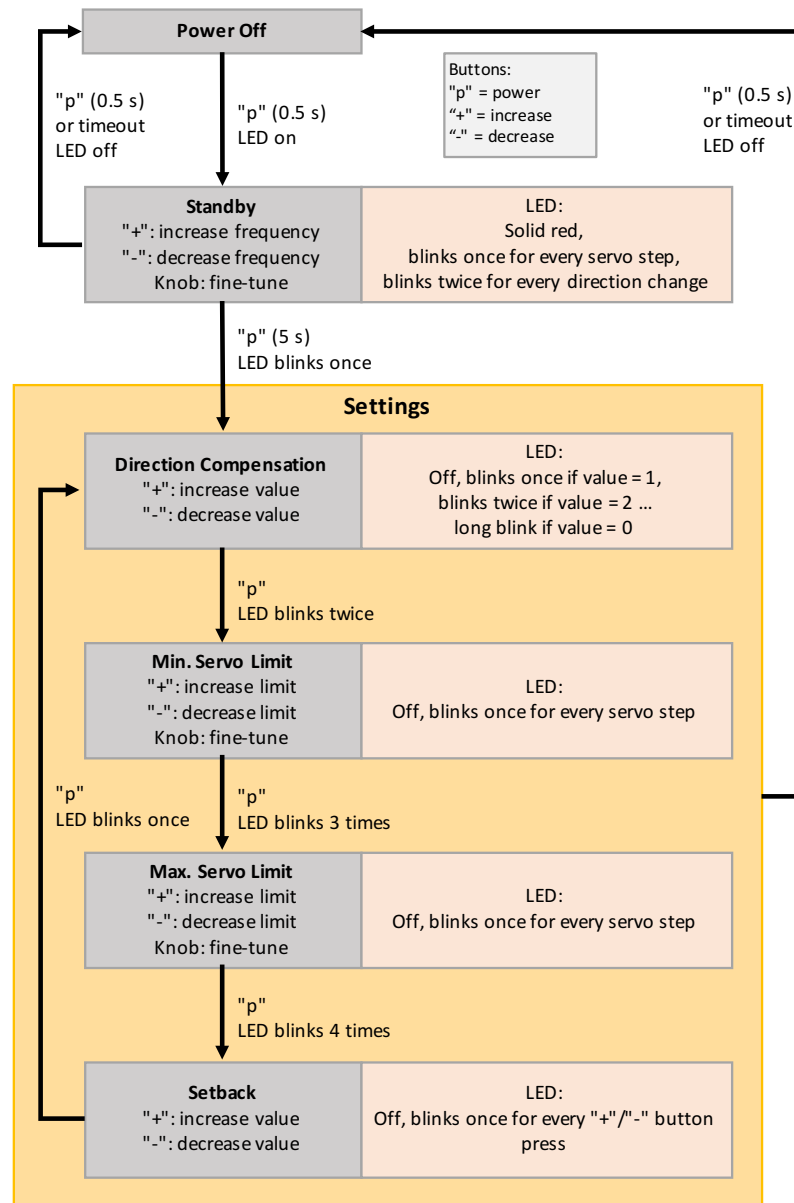 Power Off
"p" (0.5 s)
or timeout
LED off
"p" (0.5 s)
LED on
Buttons:
"p" = power
“+" = increase
“-" = decrease
"p" (0.5 s)
or timeout
LED off
Standby
"+": increase frequency
"-": decrease frequency
Knob: fine-tune
LED:
Solid red,
blinks once for every servo step,
blinks twice for every direction change
"p" (5 s)
LED blinks once
Settings
Direction Compensation
"+": increase value
"-": decrease value
LED:
Off, blinks once if value = 1,
blinks twice if value = 2 ...
long blink if value = 0
"p"
LED blinks twice
Min. Servo Limit
"+": increase limit
"-": decrease limit
Knob: fine-tune
LED:
Off, blinks once for every servo step
"p"
LED blinks once
"p"
LED blinks 3 times
Max. Servo Limit
"+": increase limit
"-": decrease limit
Knob: fine-tune
LED:
Off, blinks once for every servo step
"p"
LED blinks 4 times
Setback
"+": increase value
"-": decrease value
LED:
Off, blinks once for every "+"/"-" button
press